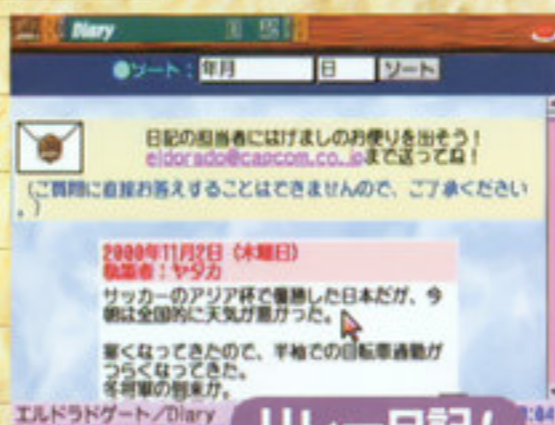 Diary
●ソート：年月 日 ソート
日記の担当者にはげましのお便りを出そう！
eldorado@capcom.co.jpまで送ってね！
（ご質問に直接お答えすることはできませんので、ご了承ください
。）
2000年11月2日（木曜日）
執筆者：ヤタカ
サッカーのアジア杯で優勝した日本だが、今
朝は全国的に天気が悪かった。
寒くなってきたので、半袖での自転車通勤が
つらくなってきた。
冬将軍の到来か。
エルドラドゲート／Diary
リレー日記！